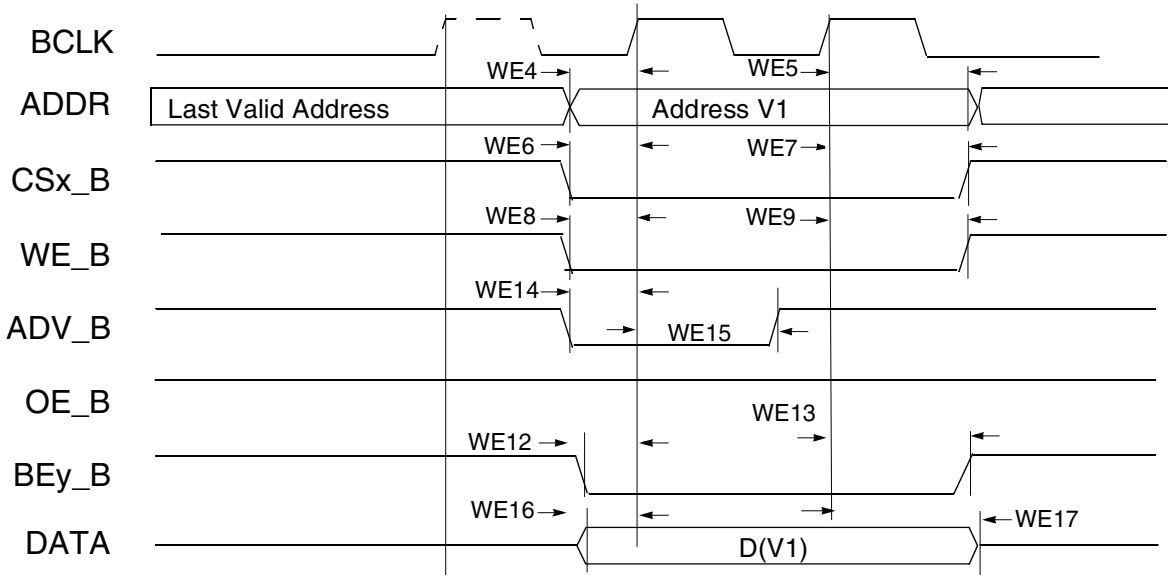 BCLK
WE4
WE5
ADDR
Last Valid Address
Address V1
WE6
WE7
CSx_B
WE8
WE9
WE_B
WE14
ADV_B
WE15
OE_B
WE13
WE12
BEy_B
WE16
WE17
DATA
D(V1)